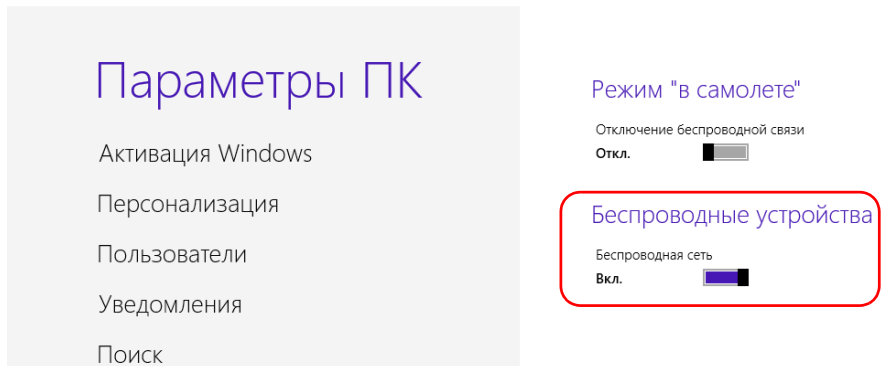 Параметры ПК
Активация Windows
Персонализация
Пользователи
Уведомления
Поиск
Режим "в самолете"
Отключение беспроводной связи
Откл.
Беспроводные устройства
Беспроводная сеть
Вкл.